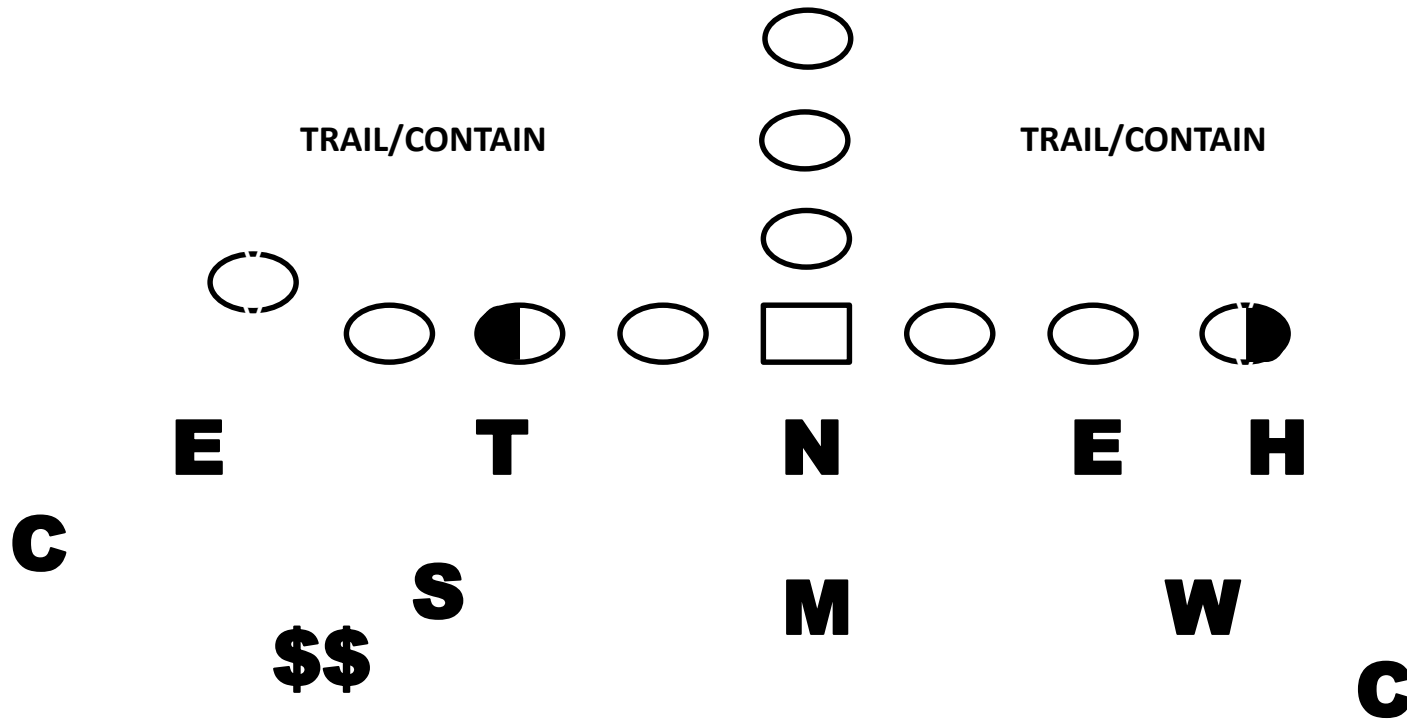 TRAIL/CONTAIN TRAIL/CONTAIN
E T N E H
C
S M W
$$
C